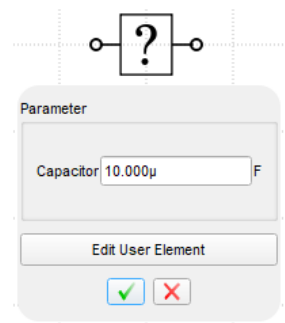 ?
Parameter
Capacitor 10.000µ F
Edit User Element